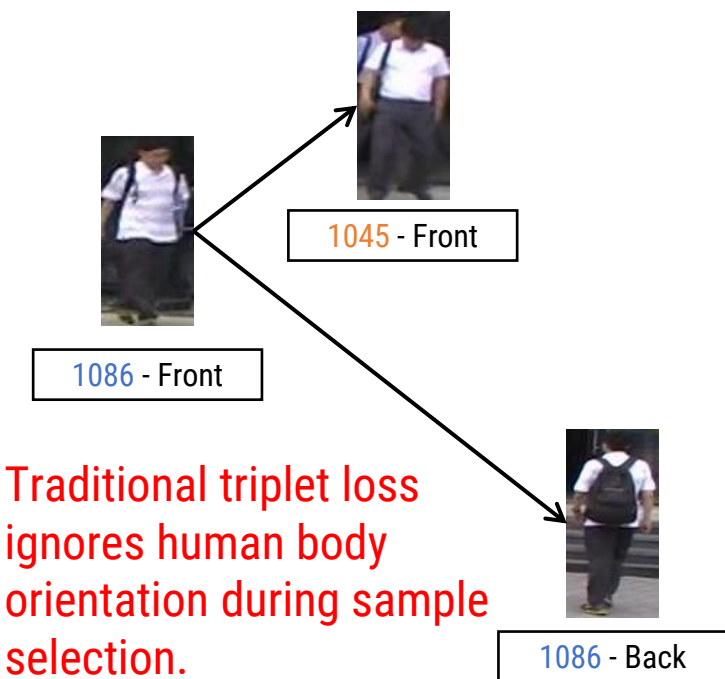 1045 - Front
1086 - Front
Traditional triplet loss
ignores human body
orientation during sample
selection.
1086 - Back